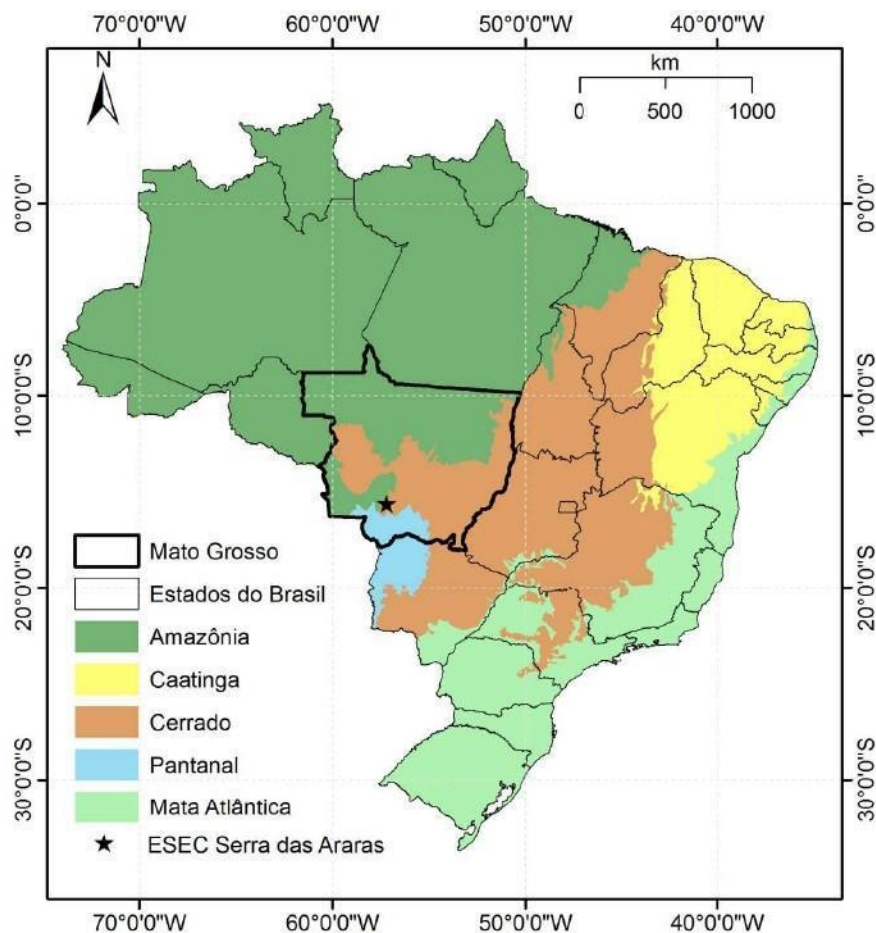 70°0'0"W 60°0'0"W 50°0'0"W 40°0'0"W
N
km
0 500 1000
0°0'0"
0°0'0"
10°0'0"S
10°0'0"S
20°0'0"S
20°0'0"S
30°0'0"S
30°0'0"S
Mato Grosso
Estados do Brasil
Amazônia
Caatinga
Cerrado
Pantanal
Mata Atlântica
ESEC Serra das Araras
70°0'0"W 60°0'0"W 50°0'0"W 40°0'0"W